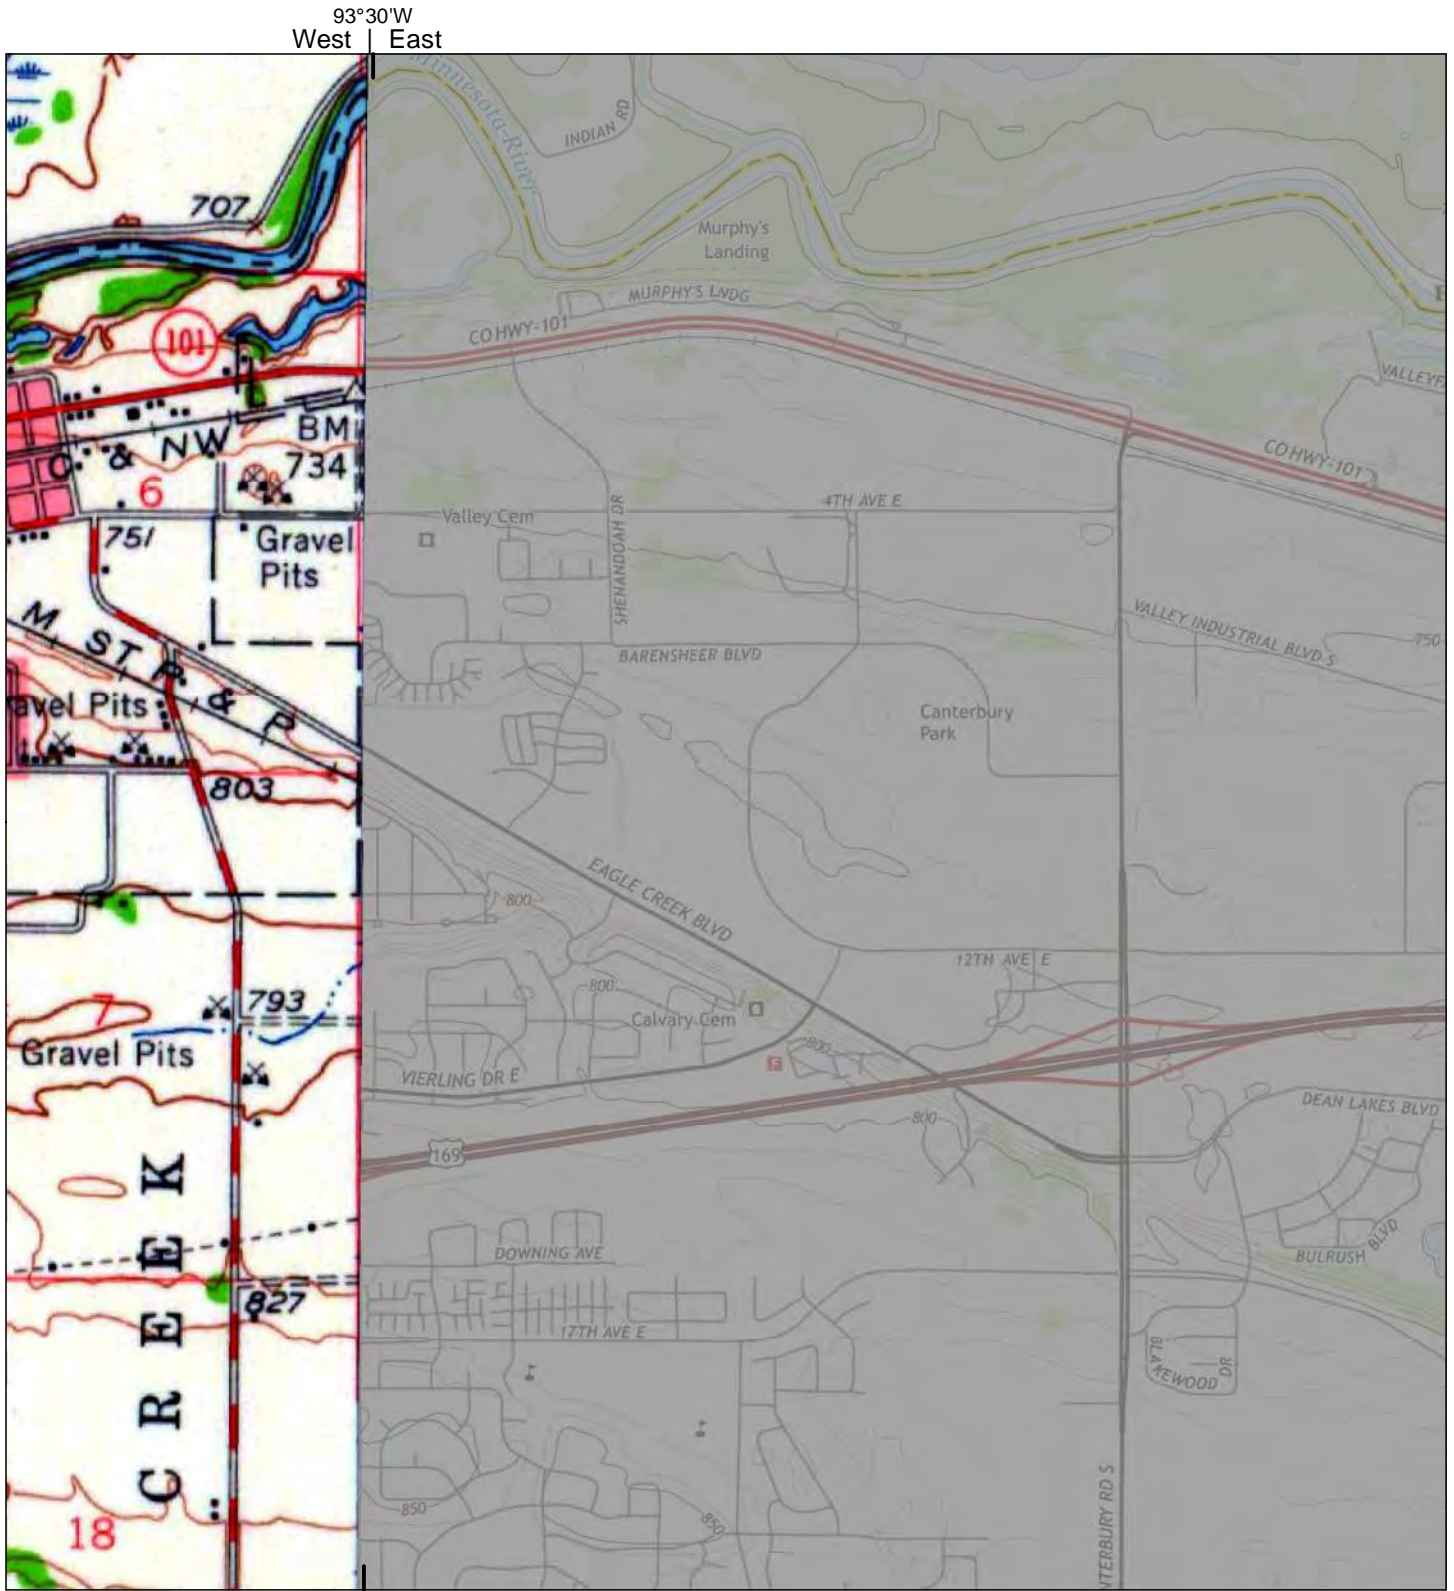 93°30'W
West | East
Minnesota River
INDIAN RD
707
Murphy's
Landing
MURPHY'S LNDG
CO HWY-101
101
VALLEYF
BM
734
C & NW
6
CO HWY-101
4TH AVE E
Valley Cem
SHENANDOAH DR
751
Gravel
Pits
VALLEY INDUSTRIAL BLVD S
750
M ST P & P
BARENSHEER BLVD
avel Pits
Canterbury
Park
803
EAGLE CREEK BLVD
800
12TH AVE E
800
793
7
Calvary Cem
Gravel Pits
800
F
VIERLING DR E
DEAN LAKES BLVD
800
169
CREEK
DOWNING AVE
BULRUSH BLVD
827
17TH AVE E
BLAKEWOOD DR
NTERBURY RD S
850
850
18